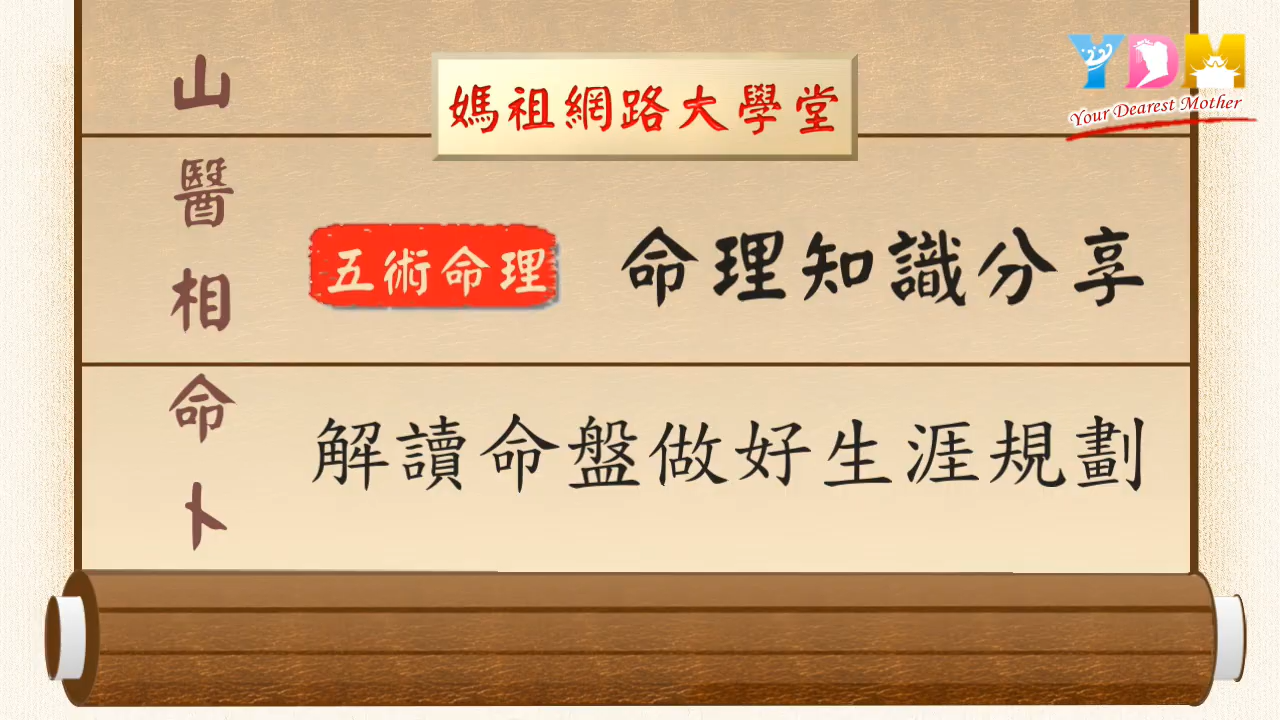 媽祖網路大學堂
YDM
Your Dearest Mother
山
醫
相
命
卜
五術命理
命理知識分享
解讀命盤做好生涯規劃